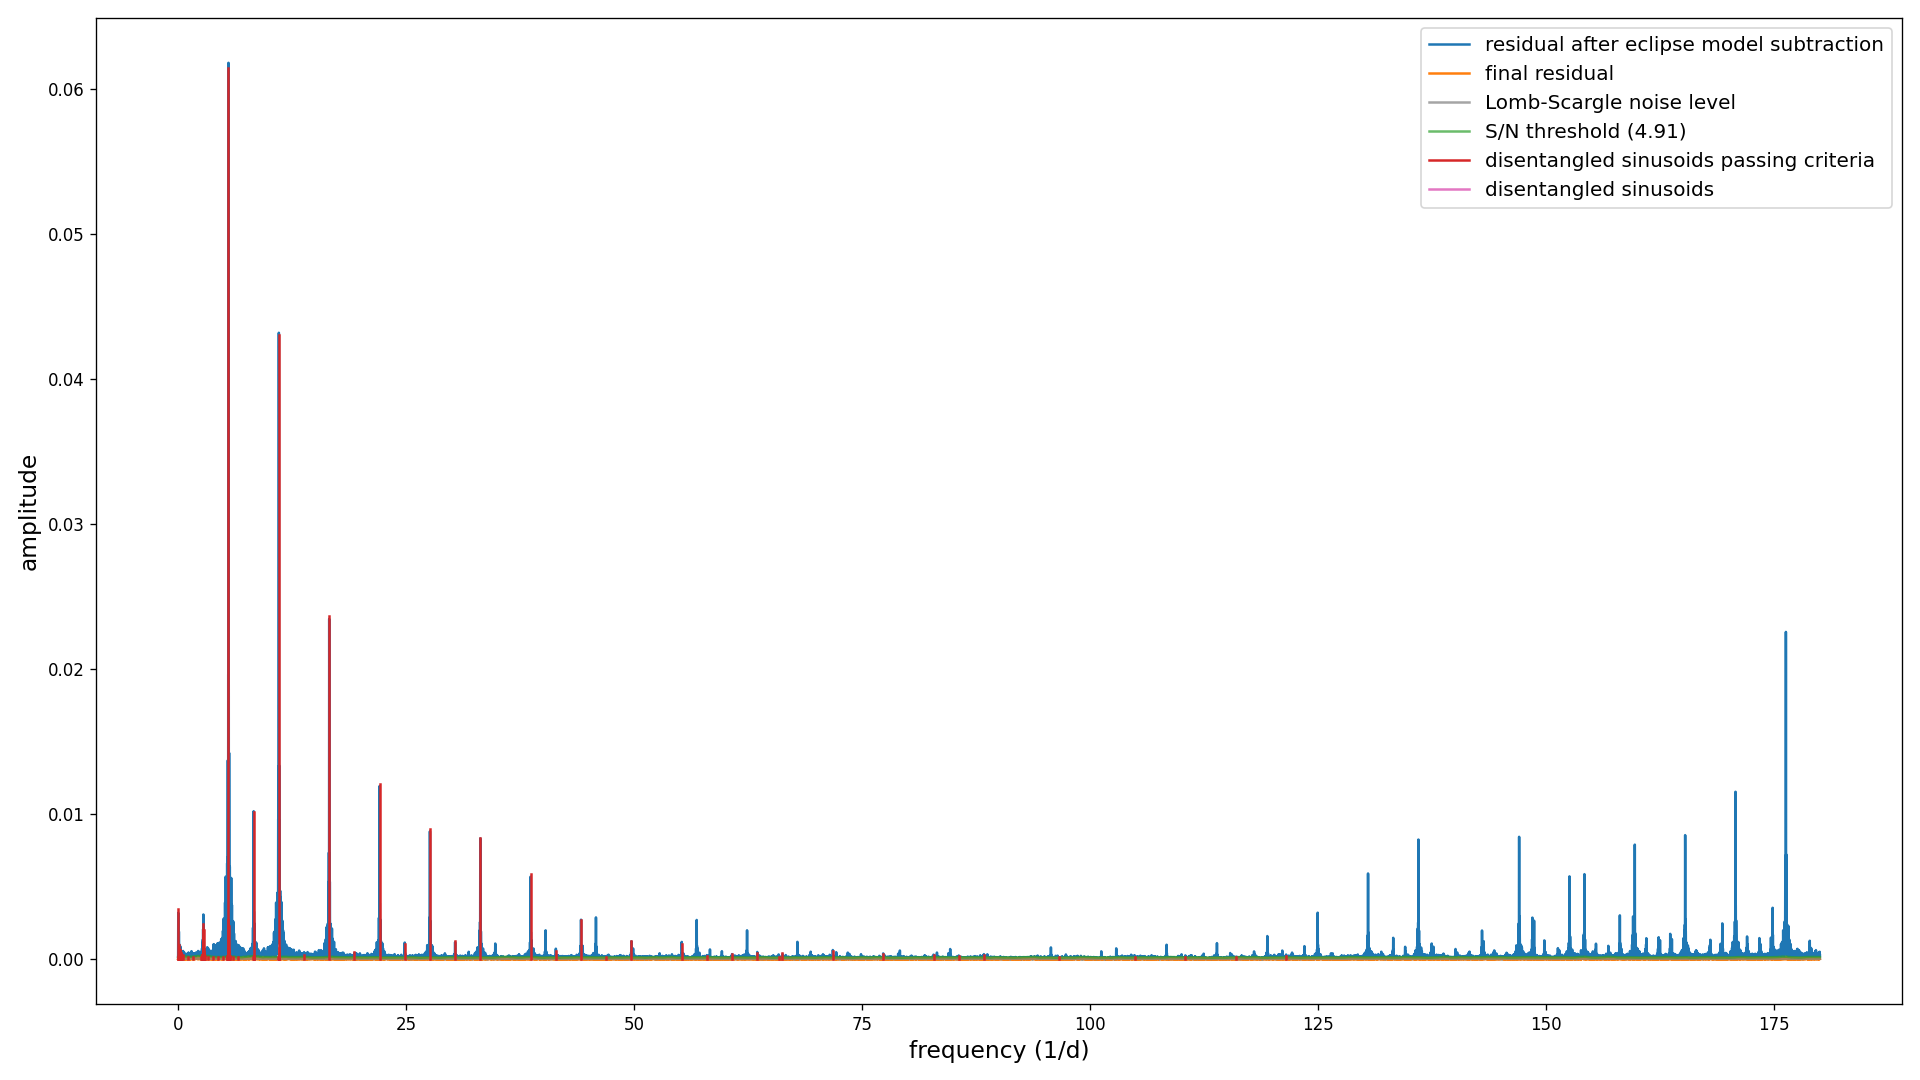 residual after eclipse model subtraction
final residual
Lomb-Scargle noise level
S/N threshold (4.91)
disentangled sinusoids passing criteria
disentangled sinusoids
amplitude
0.06
0.05
0.04
0.03
0.02
0.01
0.00
0 25 50 75 100 125 150 175
frequency (1/d)